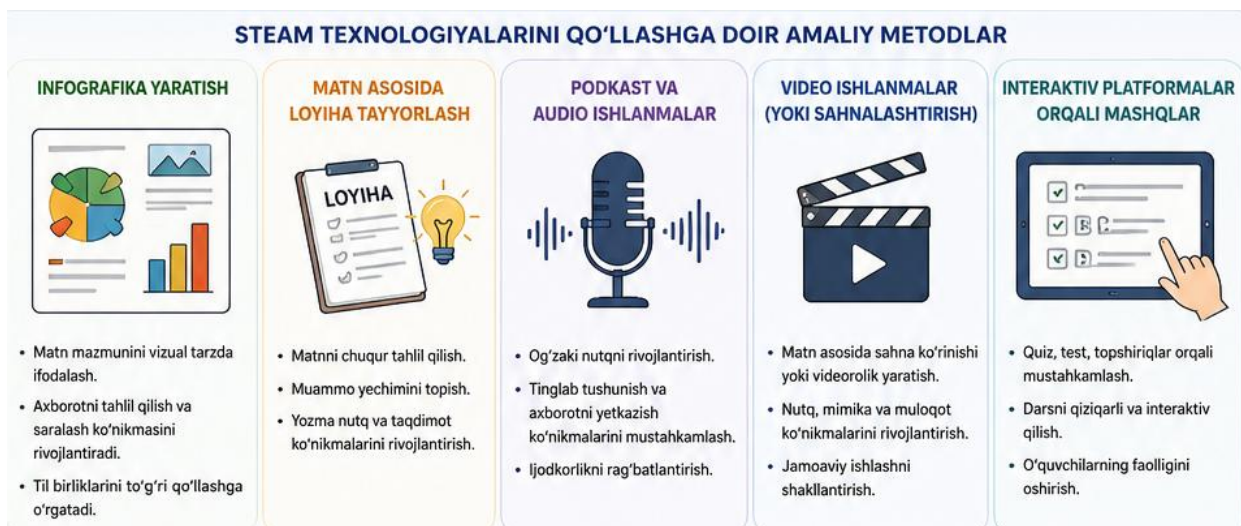 STEAM TEXNOLOGIYALARINI QO‘LLASHGA DOIR AMALIY METODLAR
INFOGRAFIKA YARATISH
• Matn mazmunini vizual tarzda
ifodalash.
• Axborotni tahlil qilish va
saralash ko‘nikmasini
rivojlantiradi.
• Til birliklarini to‘g‘ri qo‘llashga
o‘rgatadi.
MATN ASOSIDA
LOYIHA TAYYORLASH
LOYIHA
• Matnni chuqur tahlil qilish.
• Muammo yechimini topish.
• Yozma nutq va taqdimot
ko‘nikmalarini rivojlantirish.
PODKAST VA
AUDIO ISHLANMALAR
• Og‘zaki nutqni rivojlantirish.
• Tinglab tushunish va
axborotni yetkazish
ko‘nikmalarini mustahkamlash.
• Ijodkorlikni rag‘batlantirish.
VIDEO ISHLANMALAR
(YOKI SAHNALASHTIRISH)
• Matn asosida sahna ko‘rinishi
yoki videorolik yaratish.
• Nutq, mimika va muloqot
ko‘nikmalarini rivojlantirish.
• Jamoaviy ishlashni
shakllantirish.
INTERAKTIV PLATFORMALAR
ORQALI MASHQLAR
• Quiz, test, topshiriqlar orqali
mustahkamlash.
• Darsni qiziqarli va interaktiv
qilish.
• O‘quvchilarning faolligini
oshirish.